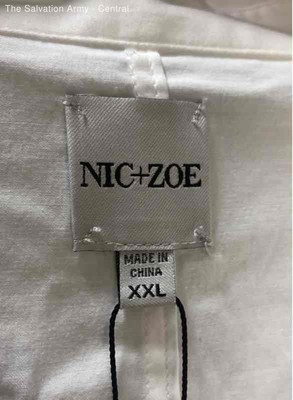 The Salvation Army - Central
NIC+ZOE
MADE IN
CHINA
XXL